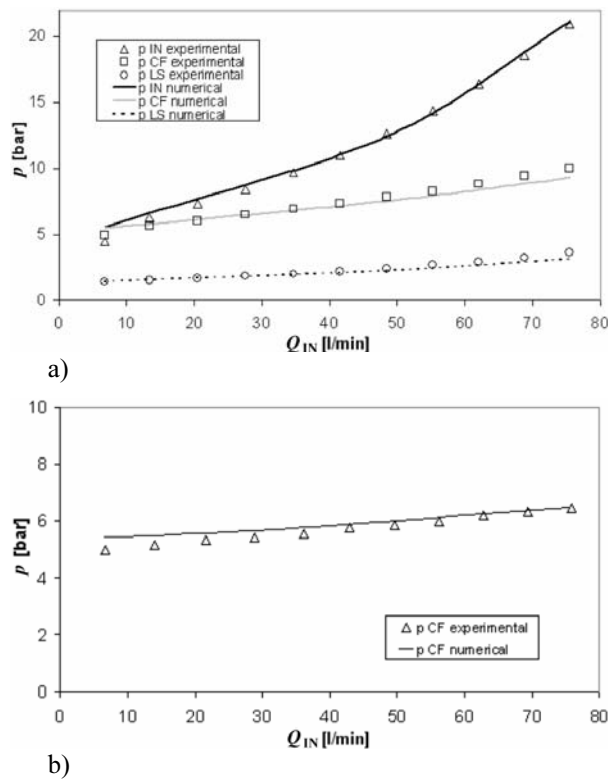 20
15
10
5
0
p [bar]
p IN experimental
p CF experimental
p LS experimental
p IN numerical
p CF numerical
p LS numerical
0 10 20 30 40 50 60 70 80
Q IN [l/min]
a)
10
8
6
4
2
0
p [bar]
p CF experimental
p CF numerical
0 10 20 30 40 50 60 70 80
Q IN [l/min]
b)